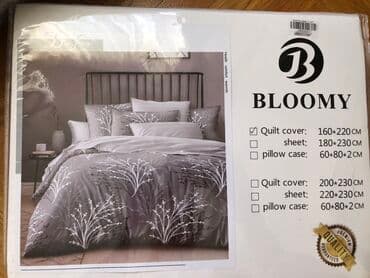 B
BLOOMY
☑ Quilt cover: 160*220CM
sheet: 180*230CM
☐ pillow case: 60*80*2CM
☐ Quilt cover: 200*230CM
☐ sheet: 220*230CM
☐ pillow case: 60*80*2CM
QUALITY